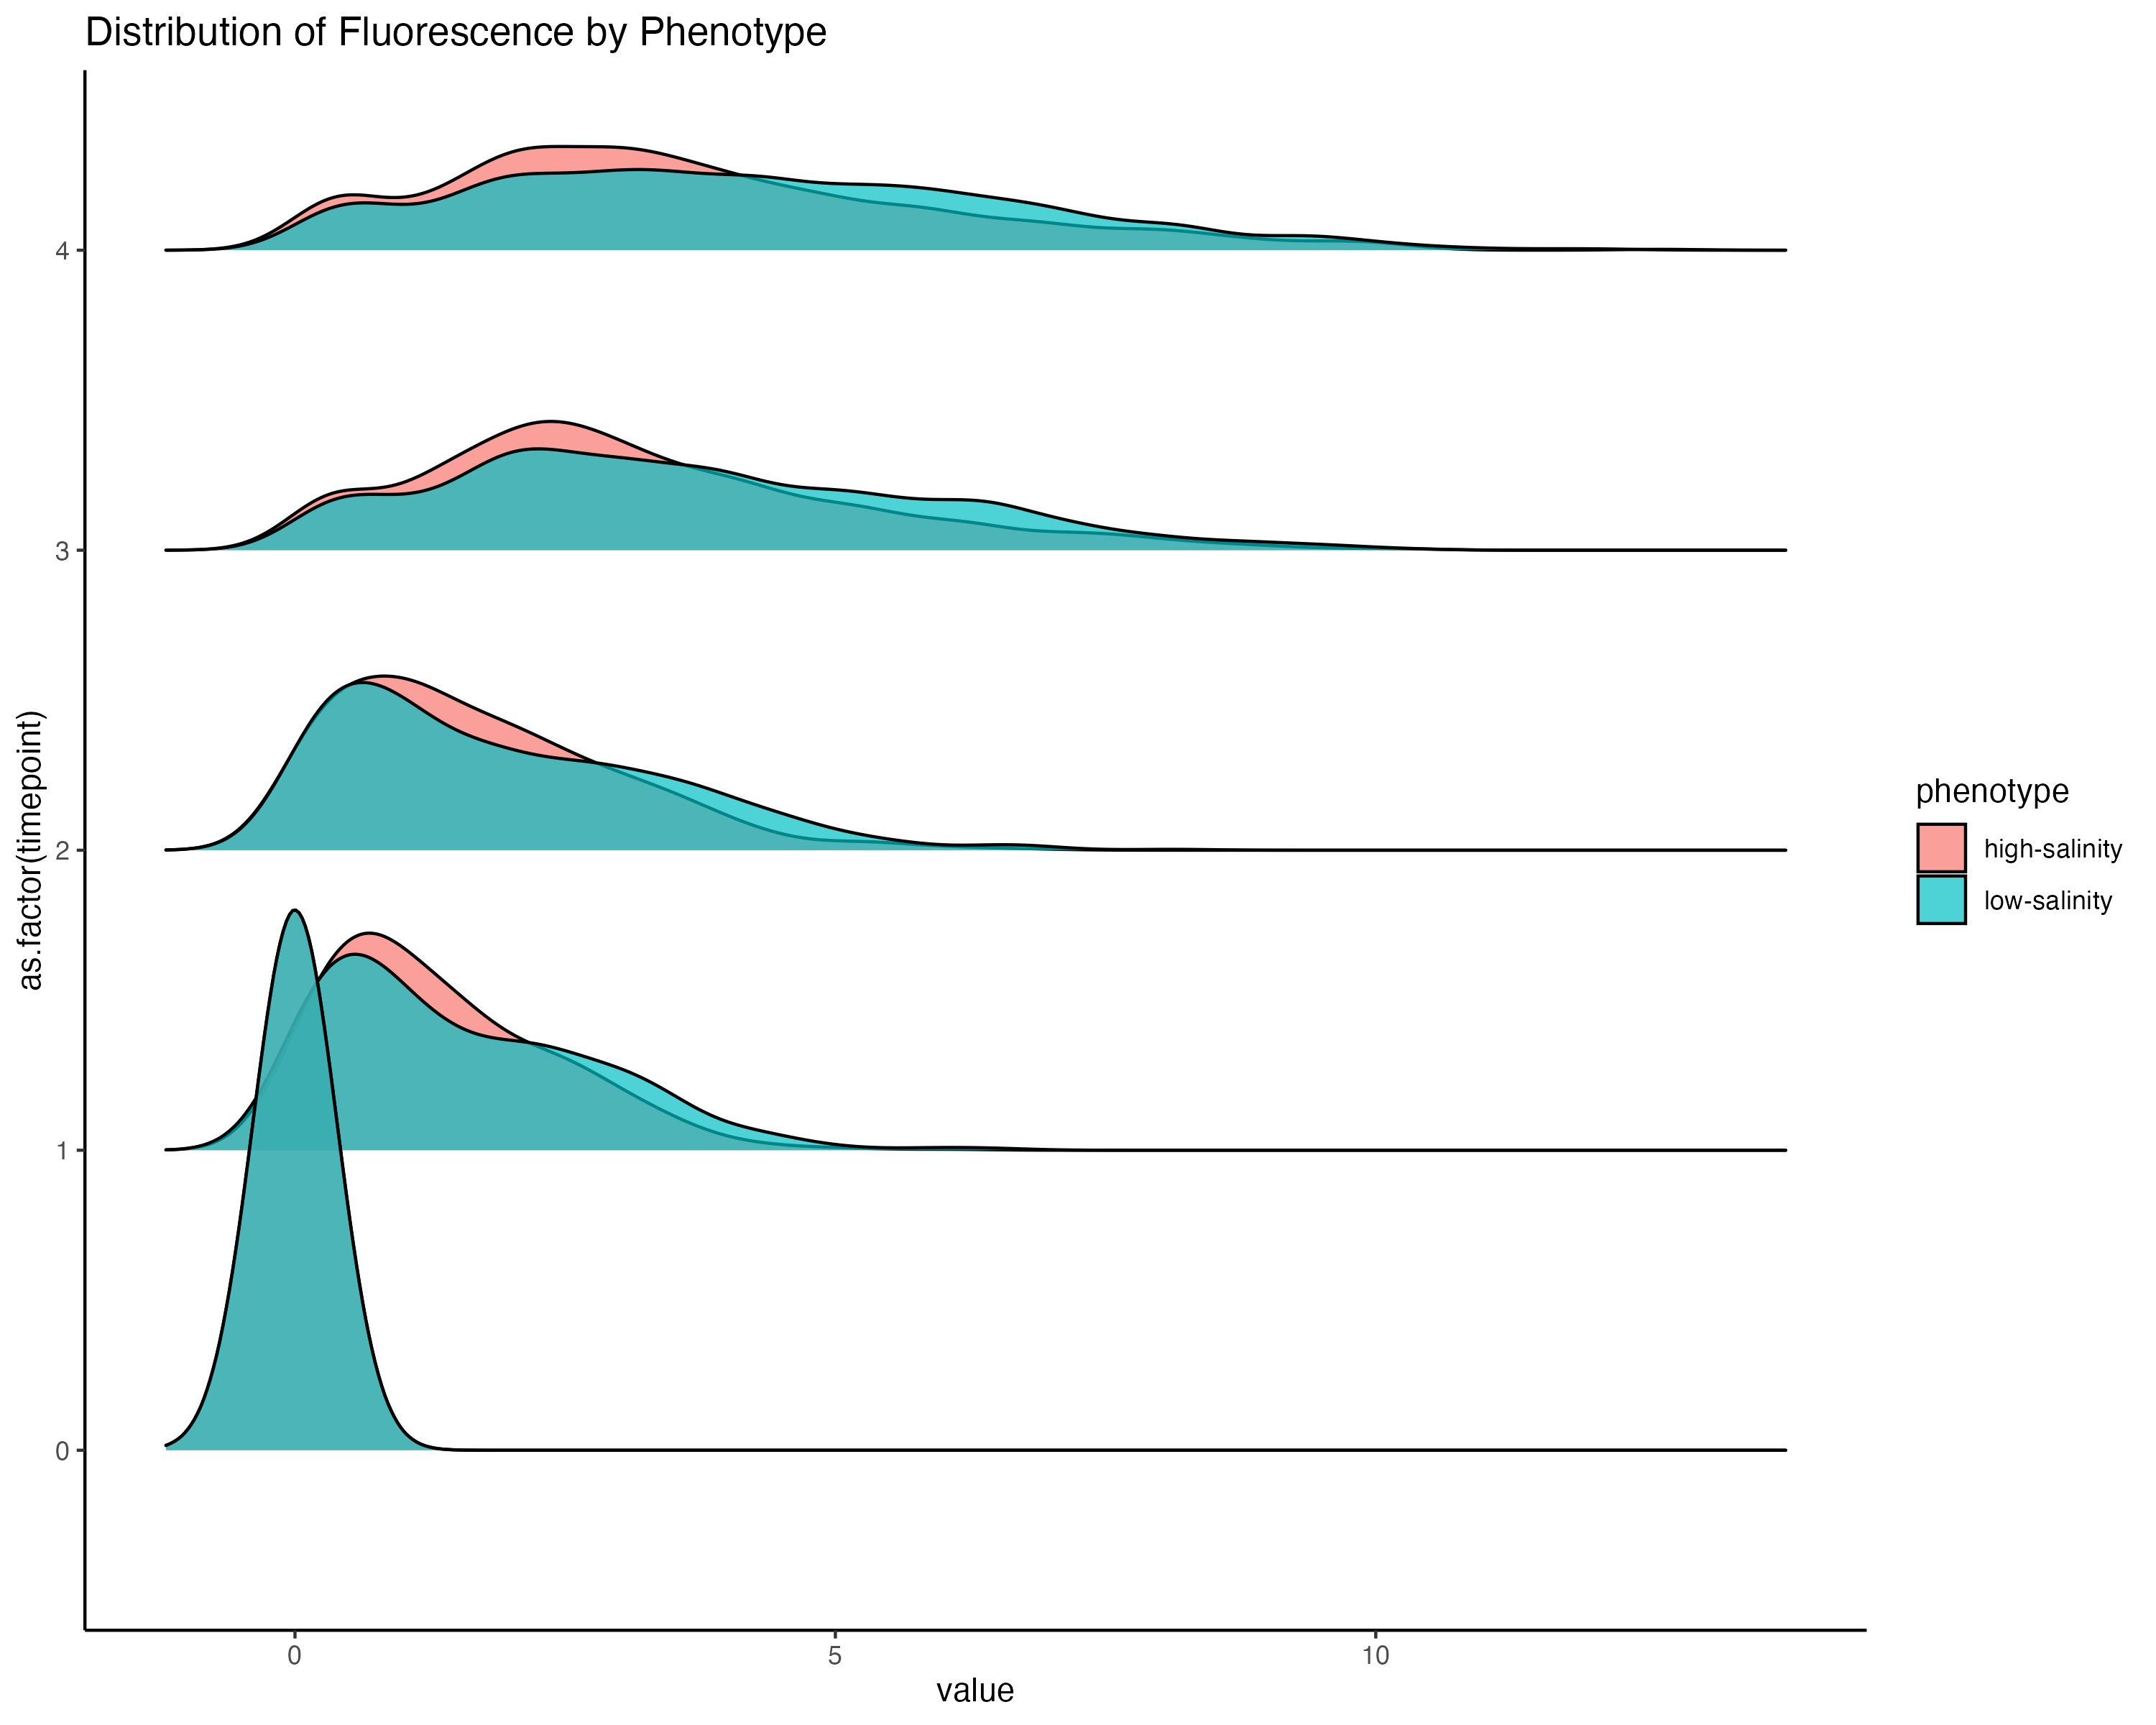 Distribution of Fluorescence by Phenotype
as.factor(timepoint)
4
3
2
1
0
0 5 10
value
phenotype
high-salinity
low-salinity